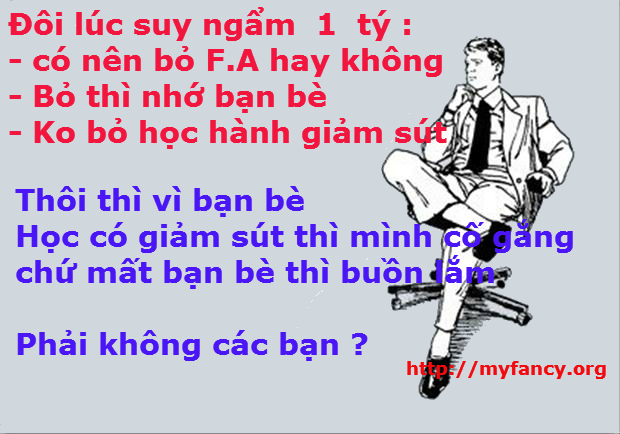 Đôi lúc suy ngẫm 1 tý :
- có nên bỏ F.A hay không
- Bỏ thì nhớ bạn bè
- Ko bỏ học hành giảm sút
Thôi thì vì bạn bè
Học có giảm sút thì mình cố gắng
chứ mất bạn bè thì buồn lắm
Phải không các bạn ?
http://myfancy.org